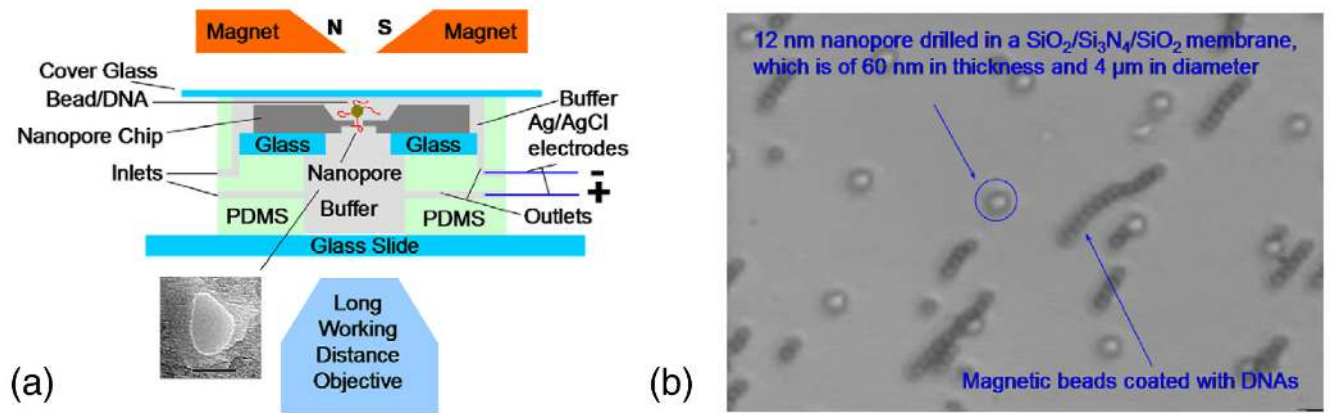 Magnet N S Magnet
Cover Glass
Bead/DNA
Nanopore Chip
Buffer
Ag/AgCl
electrodes
Glass Glass
Inlets
Nanopore
-
+
Buffer
PDMS PDMS
Outlets
Glass Slide
Long
Working
Distance
Objective
(a)
12 nm nanopore drilled in a SiO₂/Si₃N₄/SiO₂ membrane,
which is of 60 nm in thickness and 4 μm in diameter
Magnetic beads coated with DNAs
(b)